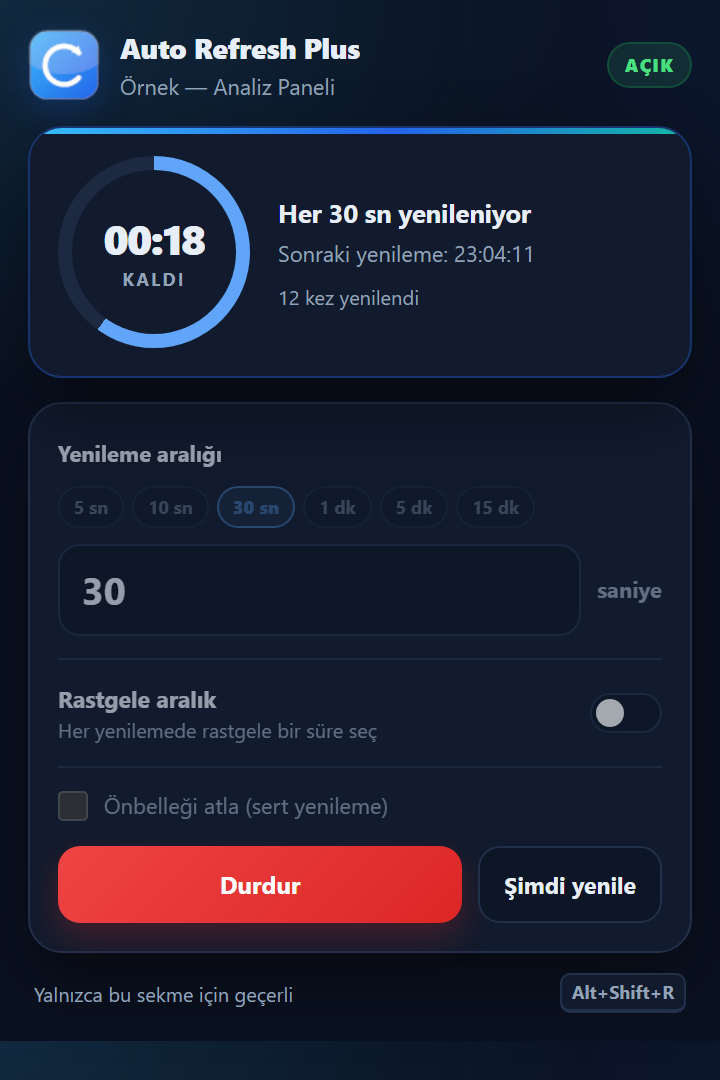 Auto Refresh Plus
Örnek — Analiz Paneli
AÇIK
00:18
KALDI
Her 30 sn yenileniyor
Sonraki yenileme: 23:04:11
12 kez yenilendi
Yenileme aralığı
5 sn 10 sn 30 sn 1 dk 5 dk 15 dk
30 saniye
Rastgele aralık
Her yenilemede rastgele bir süre seç
Önbelleği atla (sert yenileme)
Durdur Şimdi yenile
Yalnızca bu sekme için geçerli Alt+Shift+R